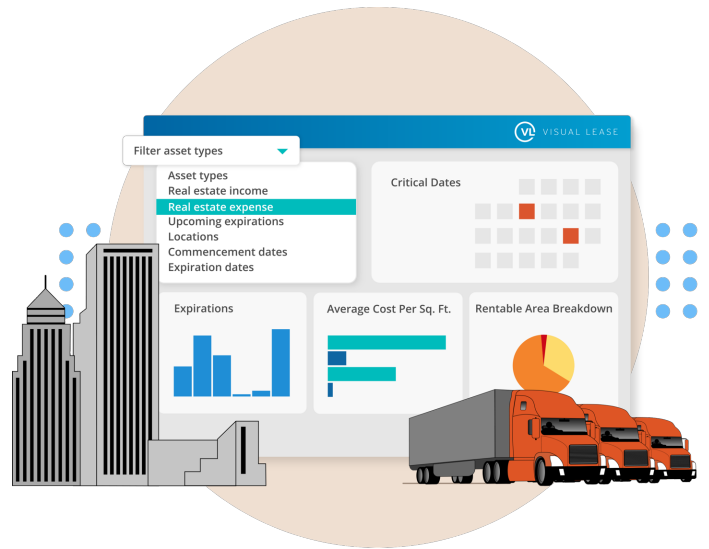 VL VISUAL LEASE
Filter asset types
Asset types
Real estate income
Real estate expense
Upcoming expirations
Locations
Commencement dates
Expiration dates
Critical Dates
Expirations
Average Cost Per Sq. Ft.
Rentable Area Breakdown